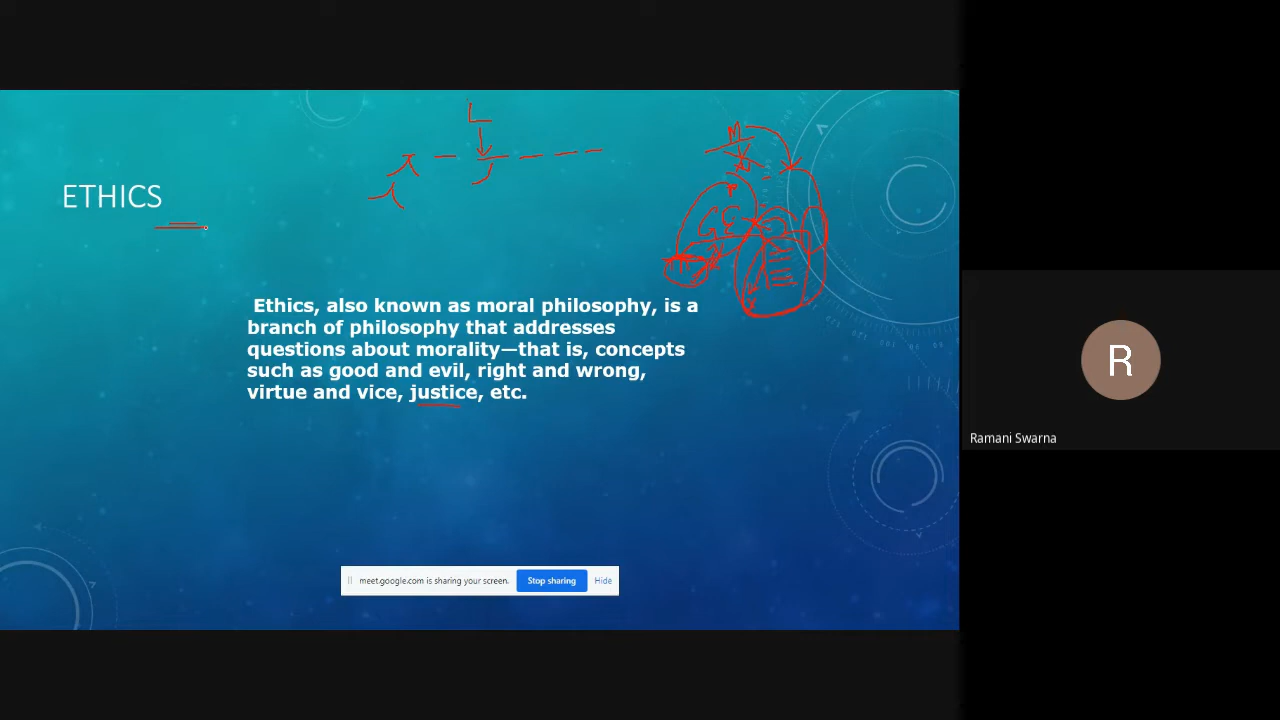 ETHICS
Ethics, also known as moral philosophy, is a
branch of philosophy that addresses
questions about morality—that is, concepts
such as good and evil, right and wrong,
virtue and vice, justice, etc.
meet.google.com is sharing your screen. Stop sharing Hide
R
Ramani Swarna